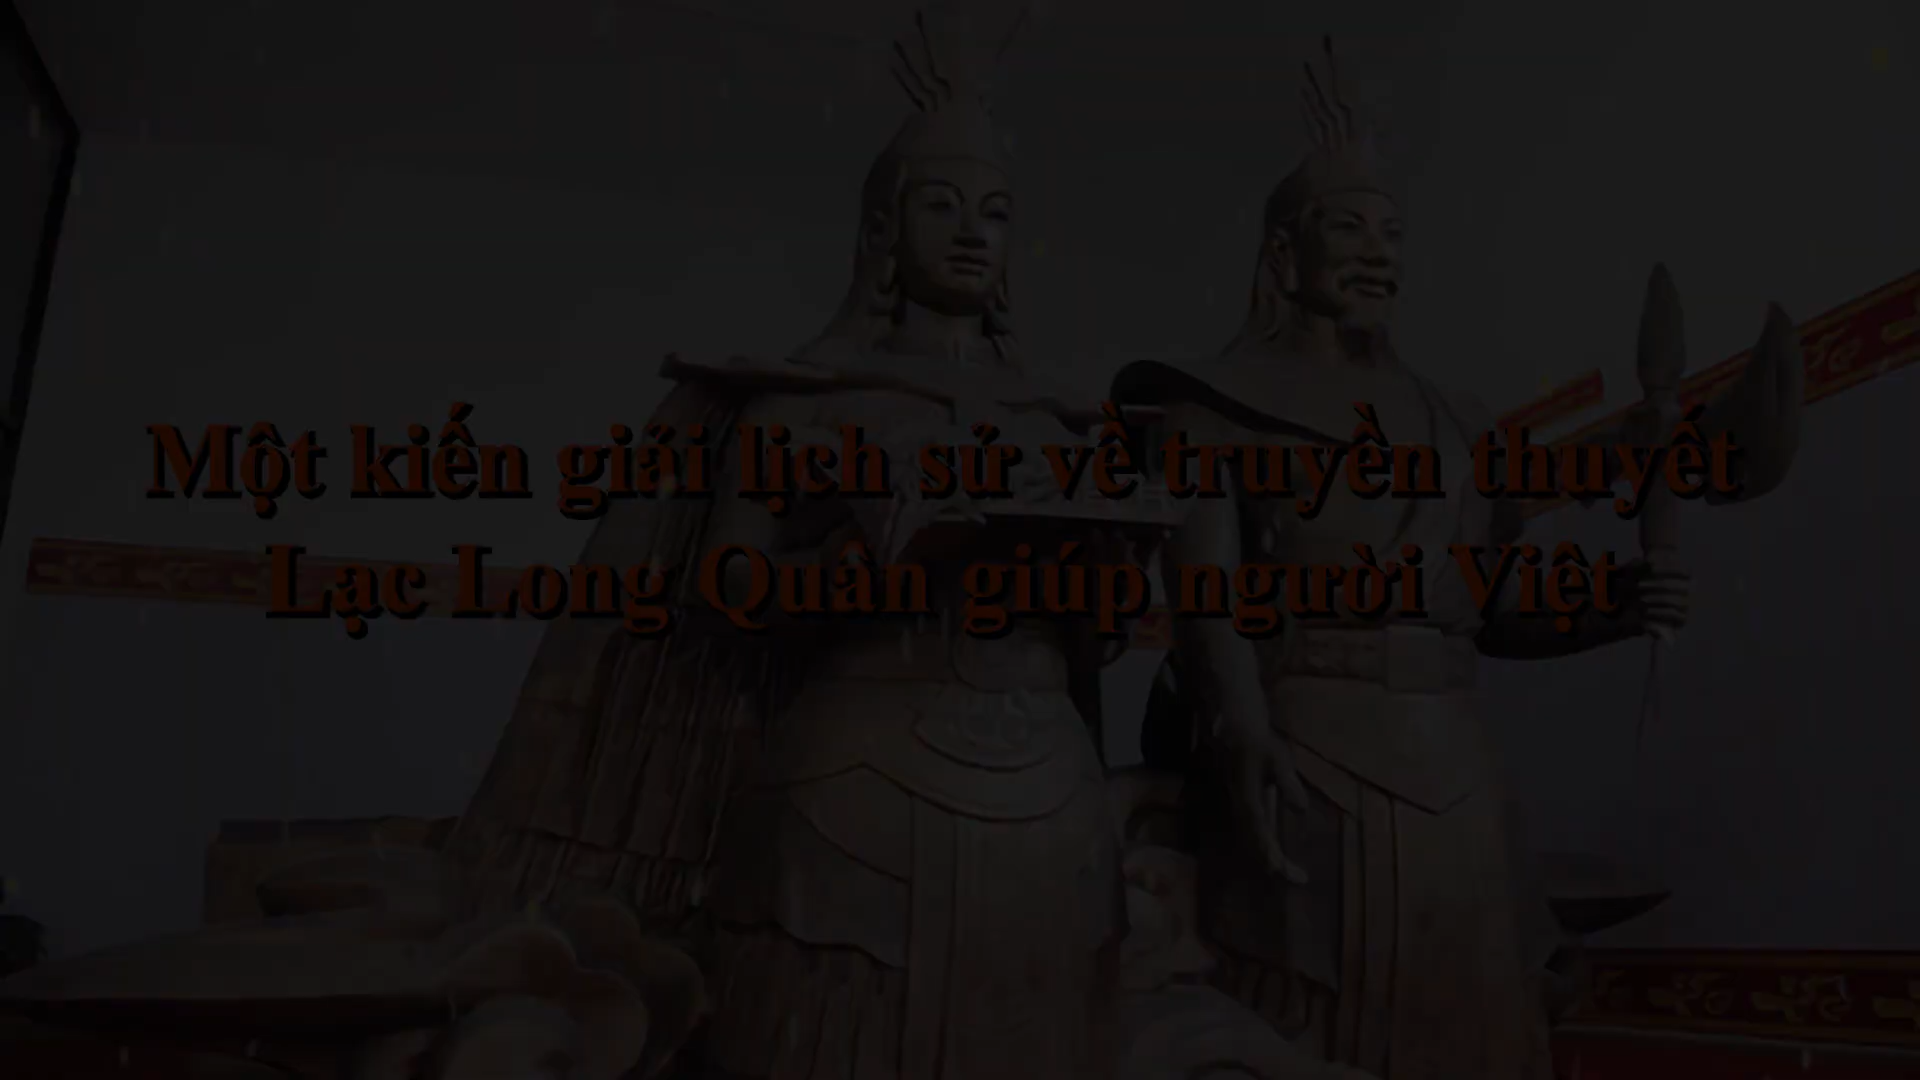 Một kiến giải lịch sử về truyền thuyết
Lạc Long Quân giúp người Việt